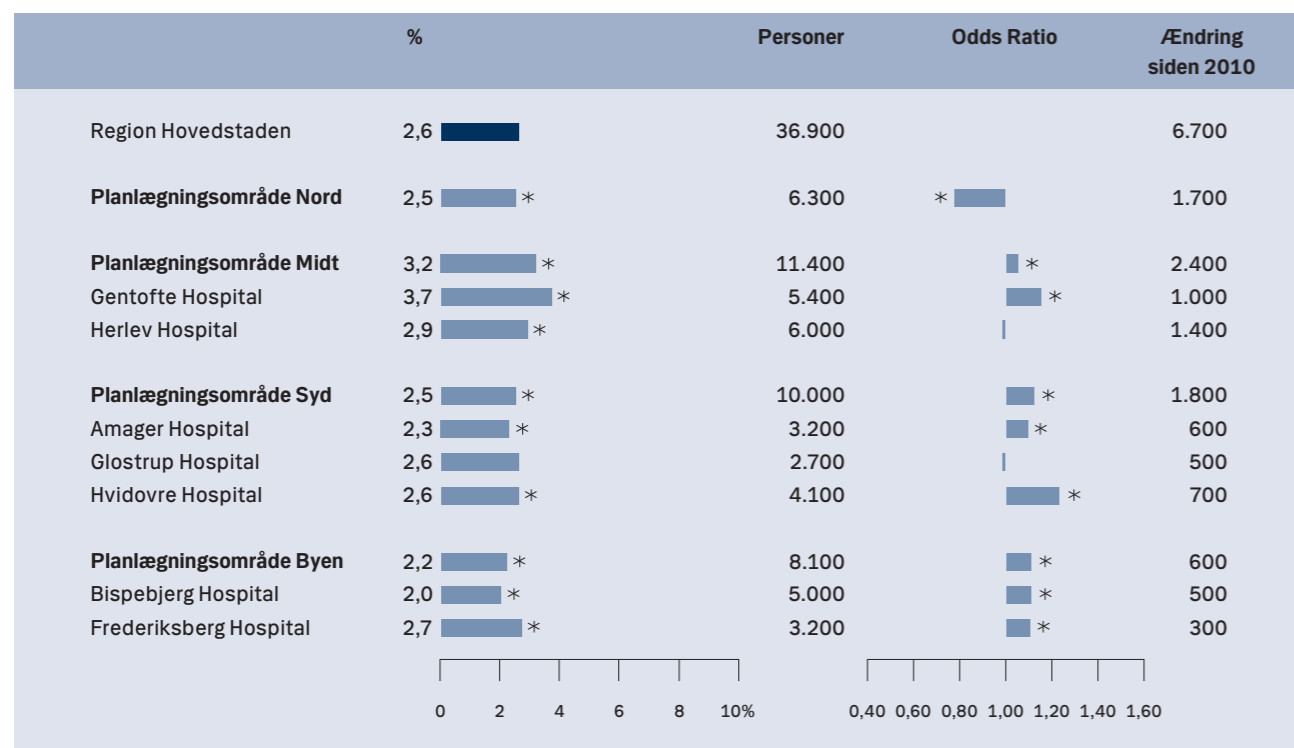 % Personer Odds Ratio Ændring
siden 2010
Region Hovedstaden 2,6 36.900 6.700
Planlægningsområde Nord 2,5 * 6.300 * 1.700
Planlægningsområde Midt 3,2 * 11.400 * 2.400
Gentofte Hospital 3,7 * 5.400 * 1.000
Herlev Hospital 2,9 * 6.000 1.400
Planlægningsområde Syd 2,5 * 10.000 * 1.800
Amager Hospital 2,3 * 3.200 * 600
Glostrup Hospital 2,6 2.700 500
Hvidovre Hospital 2,6 * 4.100 * 700
Planlægningsområde Byen 2,2 * 8.100 * 600
Bispebjerg Hospital 2,0 * 5.000 * 500
Frederiksberg Hospital 2,7 * 3.200 * 300
0 2 4 6 8 10% 0,40 0,60 0,80 1,00 1,20 1,40 1,60